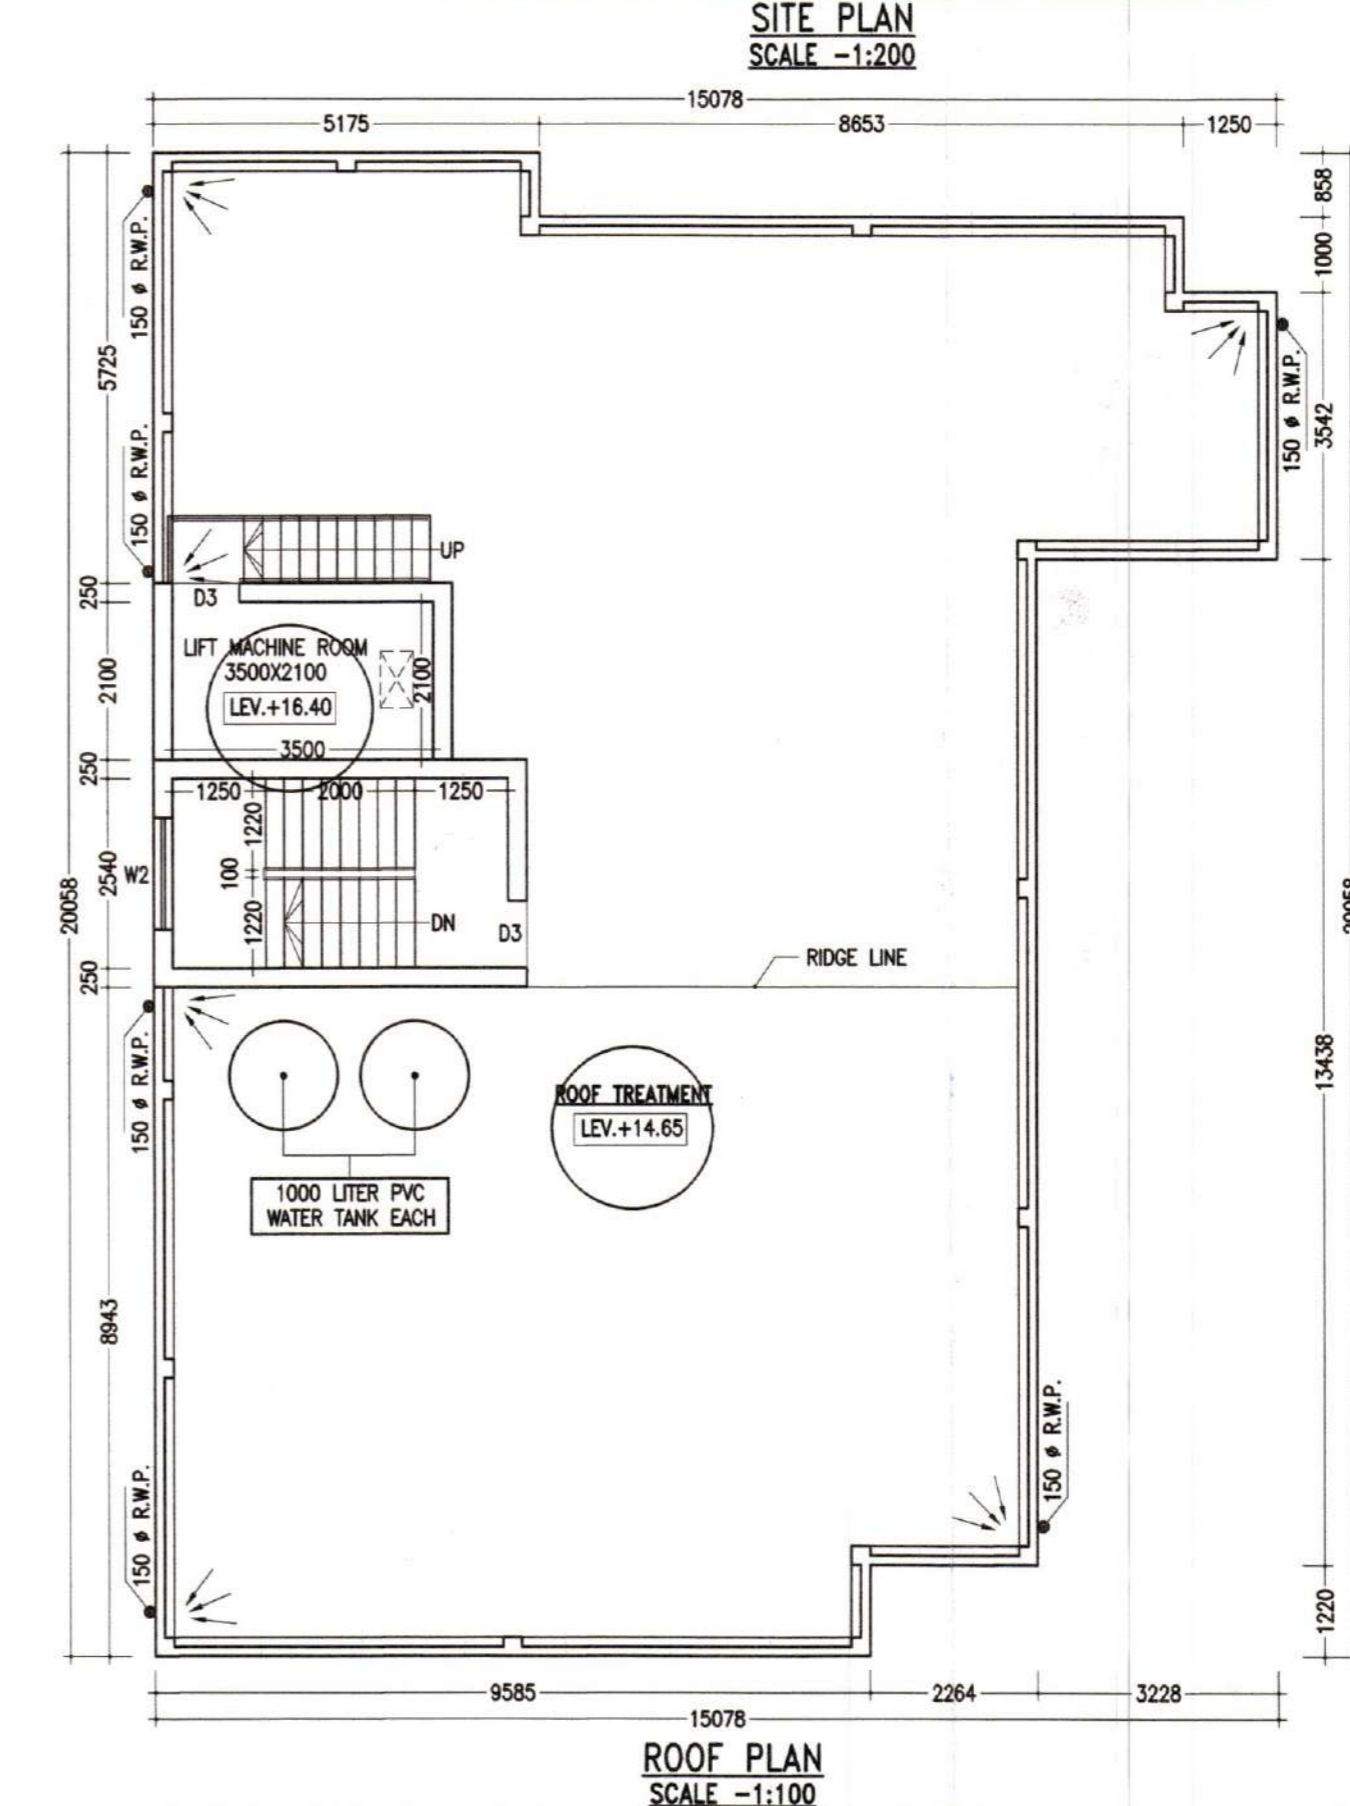 SITE PLAN
SCALE -1:200
15078
5175
8653
1250
858
1000
3542
13438
1220
150 ø R.W.P.
150 ø R.W.P.
150 ø R.W.P.
5725
250
2100
250
2540
250
8943
20058
UP
D3
LIFT MACHINE ROOM
3500X2100
LEV.+16.40
2100
3500
1250
2000
1250
1220
100
1220
W2
DN
D3
RIDGE LINE
150 ø R.W.P.
ROOF TREATMENT
LEV.+14.65
1000 LITER PVC
WATER TANK EACH
150 ø R.W.P.
150 ø R.W.P.
9585
2264
3228
15078
ROOF PLAN
SCALE -1:100